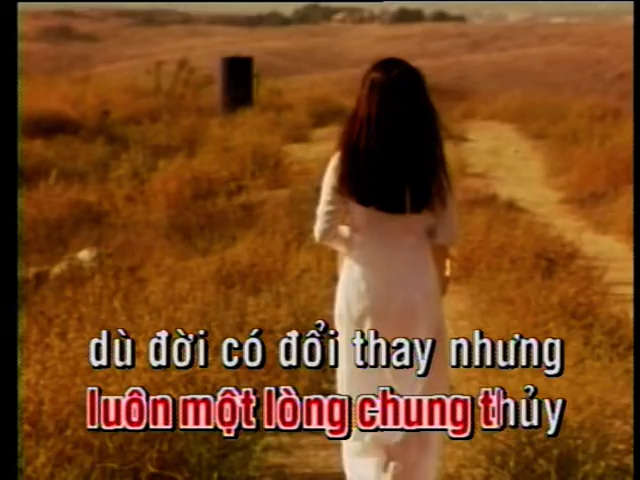 dù đời có đổi thay nhưng
luôn một lòng chung thủy